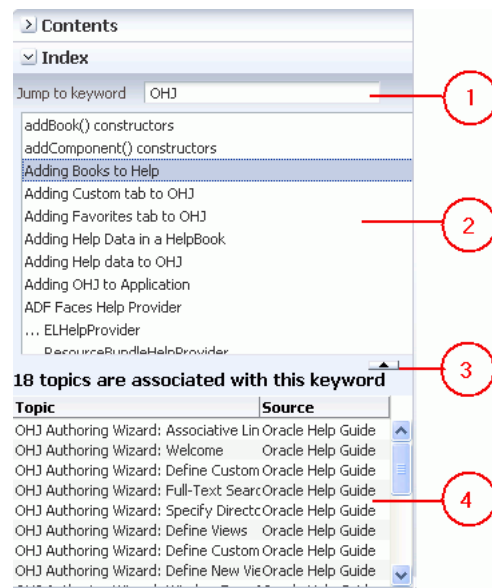 Contents
Index
Jump to keyword OHJ
1
addBook() constructors
addComponent() constructors
Adding Books to Help
Adding Custom tab to OHJ
Adding Favorites tab to OHJ
2
Adding Help Data in a HelpBook
Adding Help data to OHJ
Adding OHJ to Application
ADF Faces Help Provider
... ELHelpProvider
ResourceBundleHelpProvider
3
18 topics are associated with this keyword
Topic Source
OHJ Authoring Wizard: Associative Lin Oracle Help Guide
OHJ Authoring Wizard: Welcome Oracle Help Guide
OHJ Authoring Wizard: Define Custom Oracle Help Guide
OHJ Authoring Wizard: Full-Text Searc Oracle Help Guide
OHJ Authoring Wizard: Specify Directc Oracle Help Guide
4
OHJ Authoring Wizard: Define Views Oracle Help Guide
OHJ Authoring Wizard: Define Custom Oracle Help Guide
OHJ Authoring Wizard: Define New Vie Oracle Help Guide